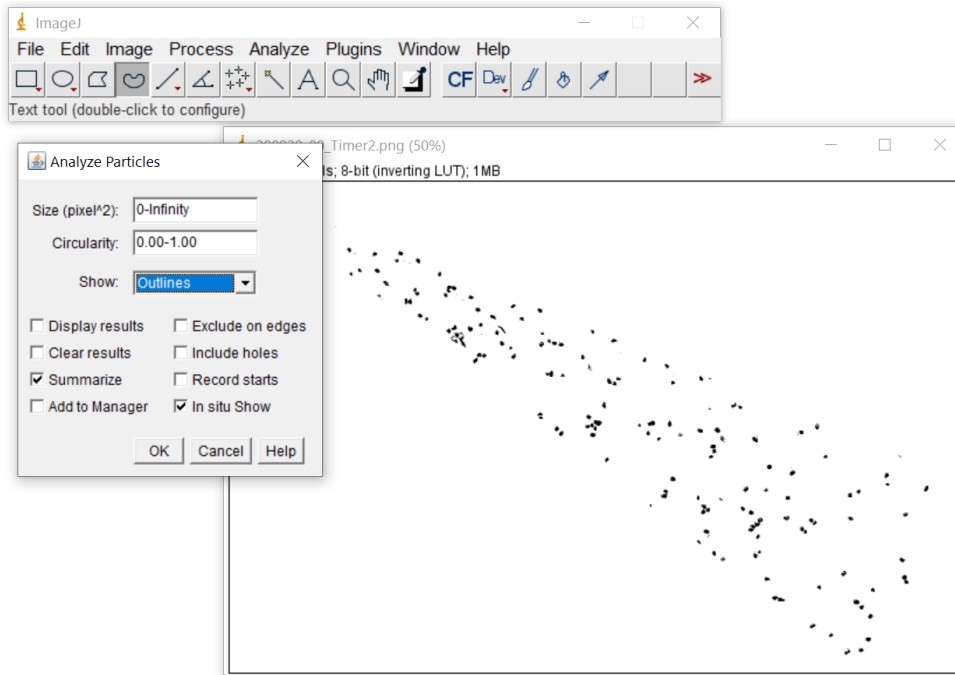 ImageJ
File Edit Image Process Analyze Plugins Window Help
A CF Dev
Text tool (double-click to configure)
_Timer2.png (50%)
ls; 8-bit (inverting LUT); 1MB
Analyze Particles
Size (pixel^2): 0-Infinity
Circularity: 0.00-1.00
Show: Outlines
Display results Exclude on edges
Clear results Include holes
Summarize Record starts
Add to Manager In situ Show
OK Cancel Help